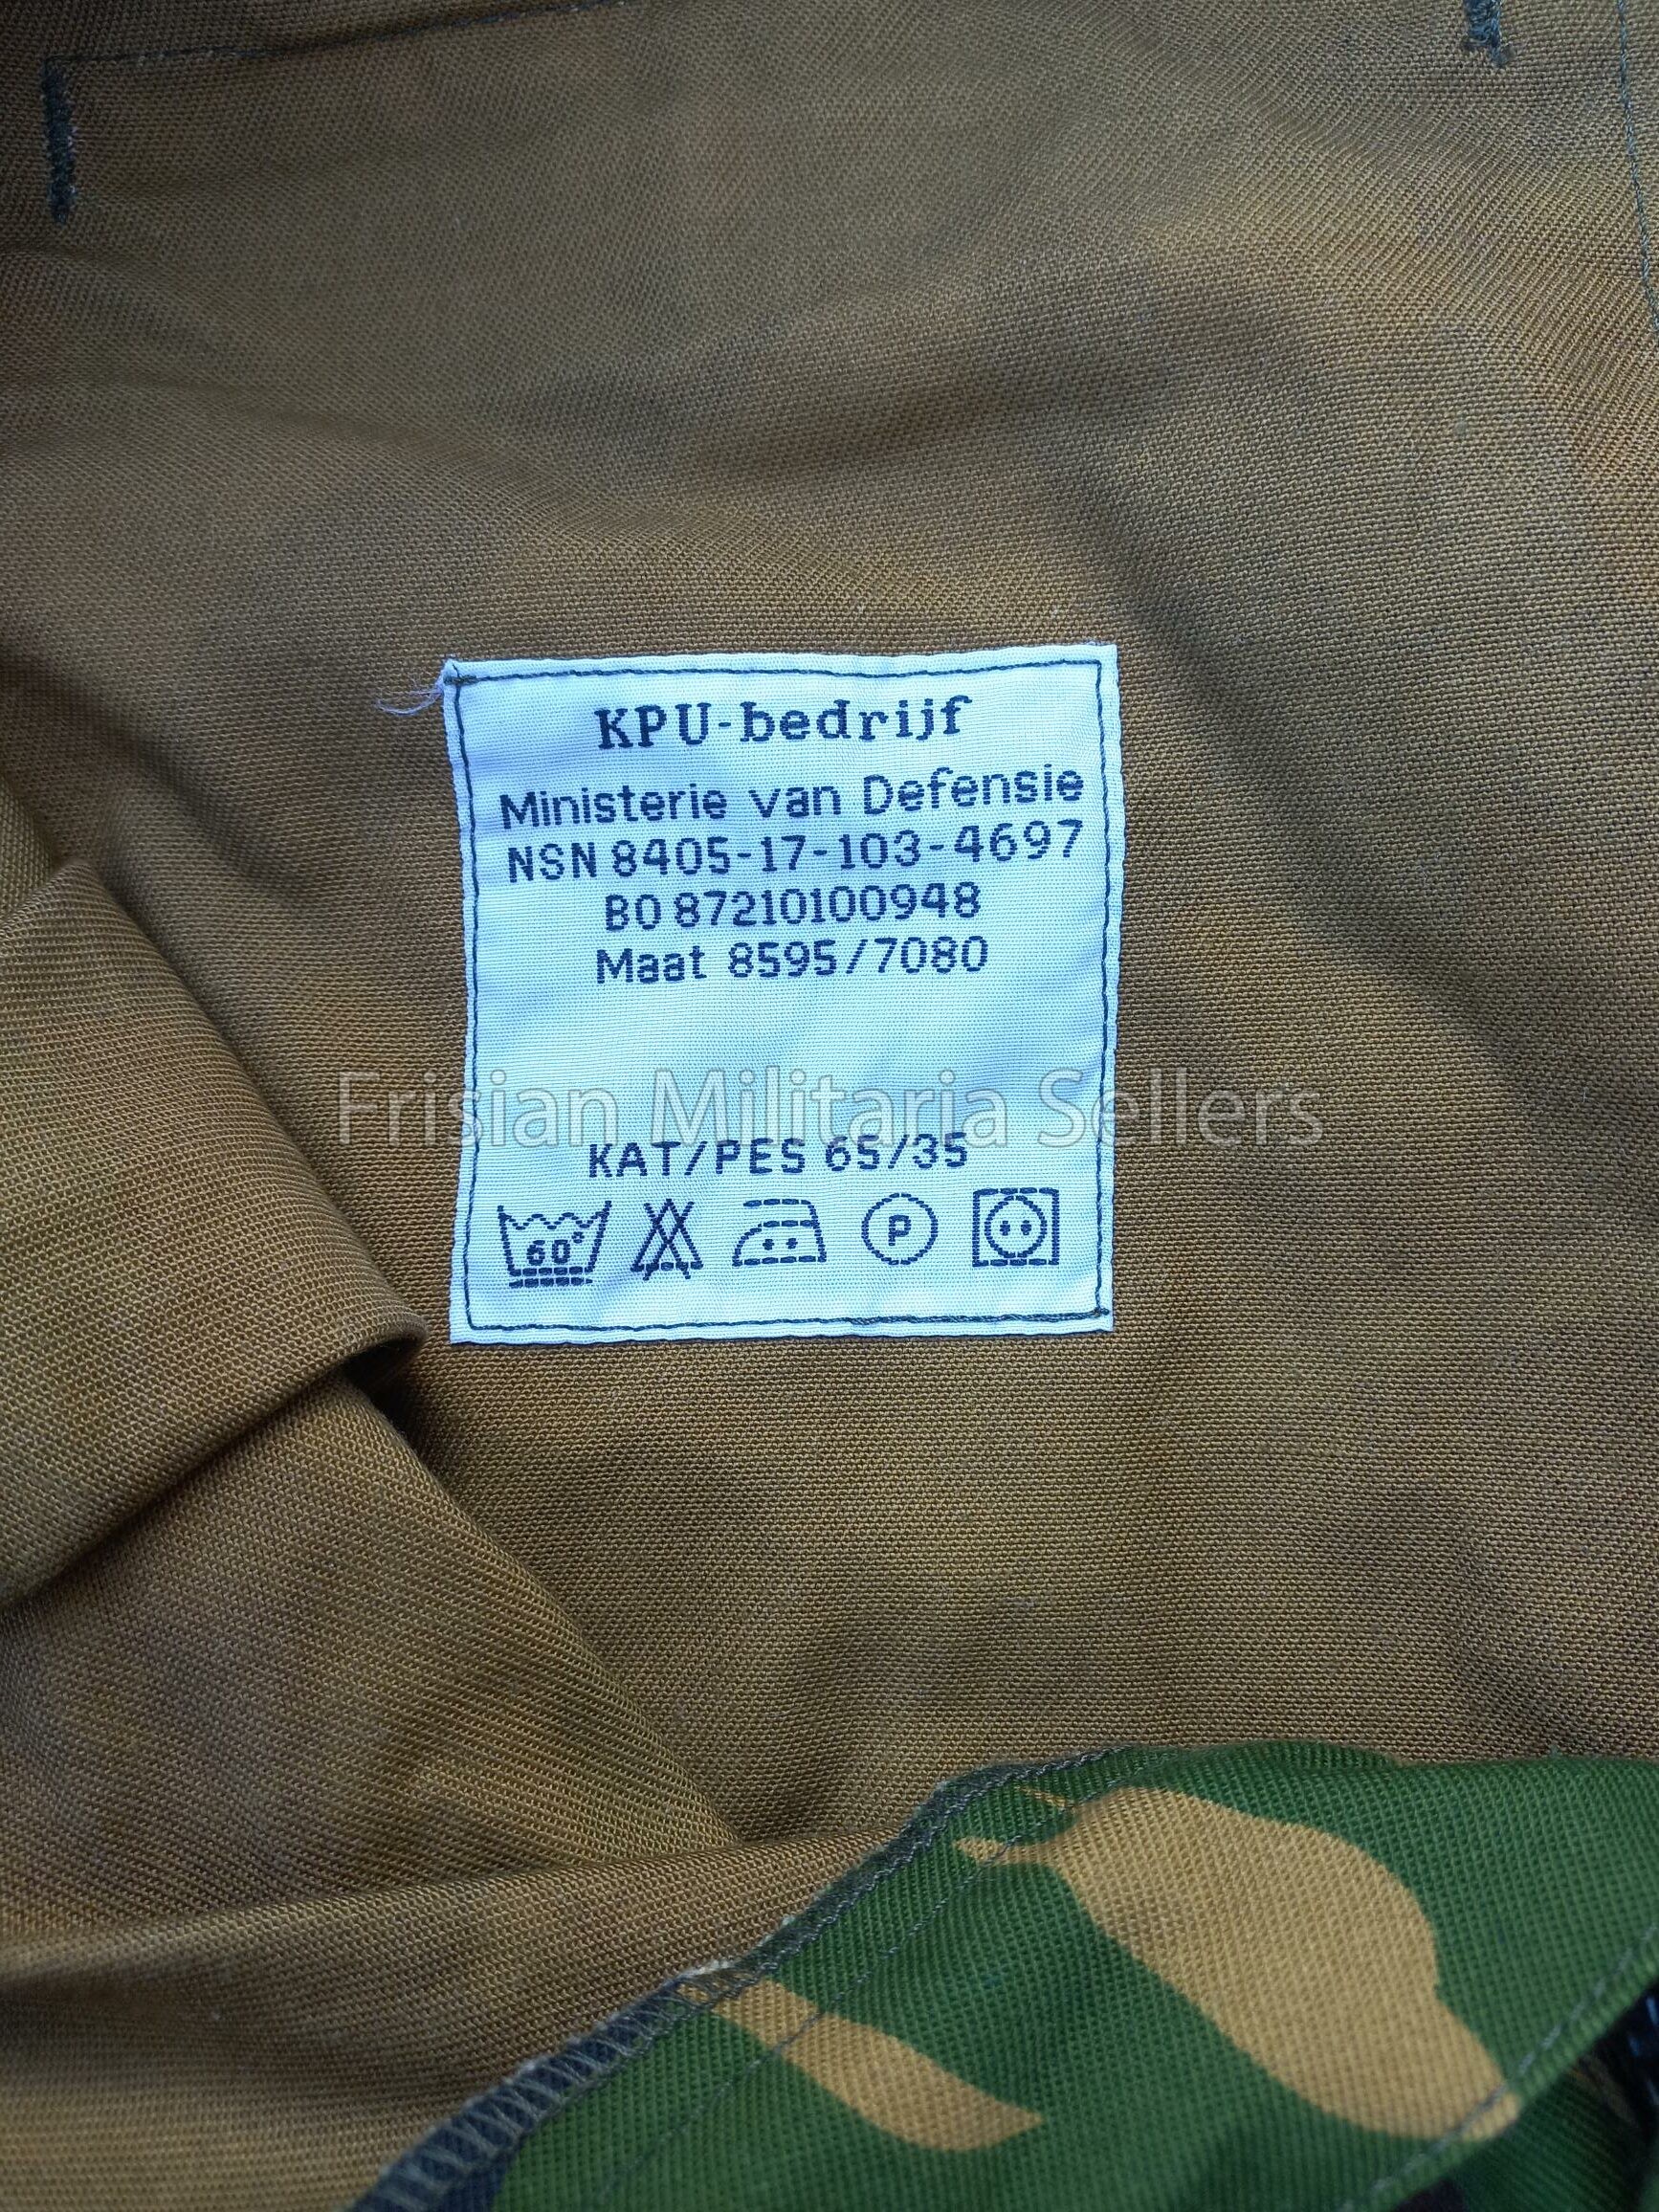 KPU-bedrijf
Ministerie van Defensie
NSN 8405-17-103-4697
BO 87210100948
Maat 8595/7080
Frisian Militaria Sellers
KAT/PES 65/35
60°
P